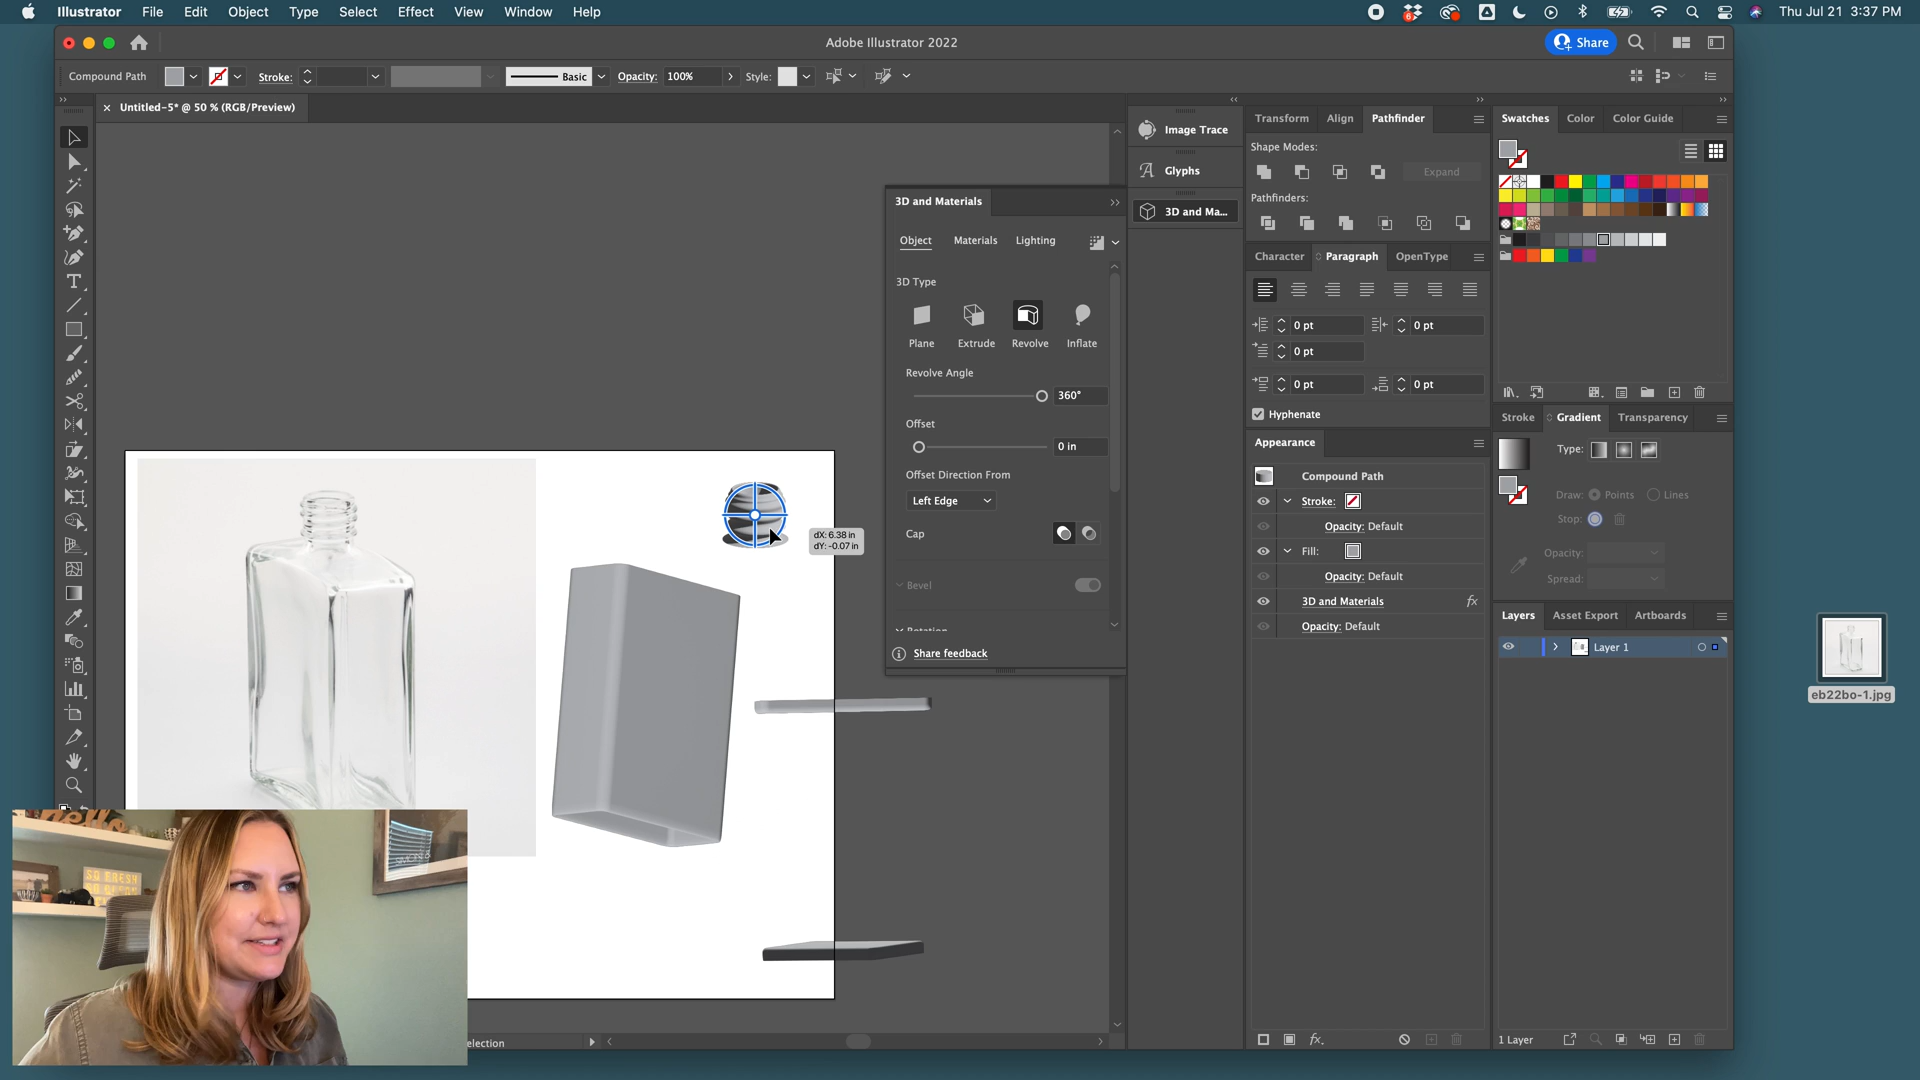 Illustrator File Edit Object Type Select Effect View Window Help
6
Thu Jul 21 3:37 PM
Adobe Illustrator 2022
Share
Compound Path
Stroke:
Basic
Opacity: 100%
Style:
× Untitled-5* @ 50 % (RGB/Preview)
3D and Materials
Object Materials Lighting
3D Type
Plane Extrude Revolve Inflate
Revolve Angle
360°
Offset
0 in
Offset Direction From
Left Edge
Cap
Bevel
Rotation
Share feedback
dX: 6.38 in
dY: -0.07 in
Image Trace
Glyphs
3D and Ma...
Transform Align Pathfinder
Shape Modes:
Expand
Pathfinders:
Character Paragraph OpenType
0 pt 0 pt
0 pt
0 pt 0 pt
Hyphenate
Appearance
Compound Path
Stroke:
Opacity: Default
Fill:
Opacity: Default
3D and Materials fx
Opacity: Default
fx.
Swatches Color Color Guide
Stroke Gradient Transparency
Type:
Draw: Points Lines
Stop:
Opacity:
Spread:
Layers Asset Export Artboards
Layer 1
1 Layer
eb22bo-1.jpg
election
hello
SO FRESH